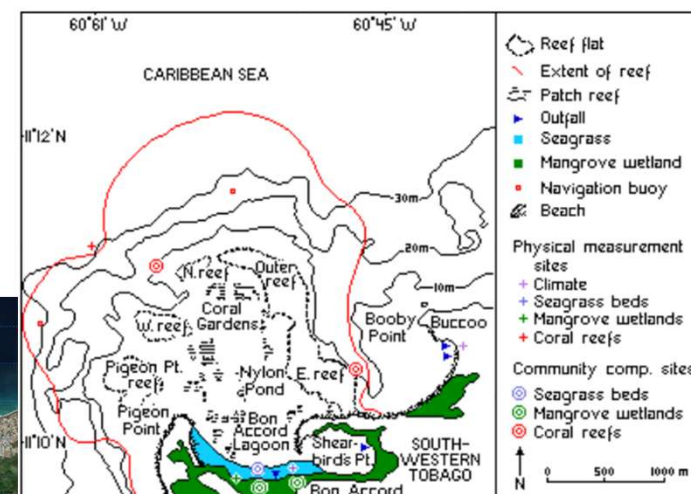 60°61' W
60°45' W
CARIBBEAN SEA
11°12' N
30m
20m
10m
N. reef
Outer
reef
Coral
Gardens
W. reef
Booby
Point
Buccoo
Pigeon Pt.
reef
Nylon
Pond
E. reef
Pigeon
Point
Bon
Accord
Lagoon
11°10' N
Shear-
bird's Pt.
SOUTH-
WESTERN
TOBAGO
Bon Accord
Reef flat
Extent of reef
Patch reef
Outfall
Seagrass
Mangrove wetland
Navigation buoy
Beach
Physical measurement
sites
Climate
Seagrass beds
Mangrove wetlands
Coral reefs
Community comp. sites
Seagrass beds
Mangrove wetlands
Coral reefs
N
0 500 1000 m